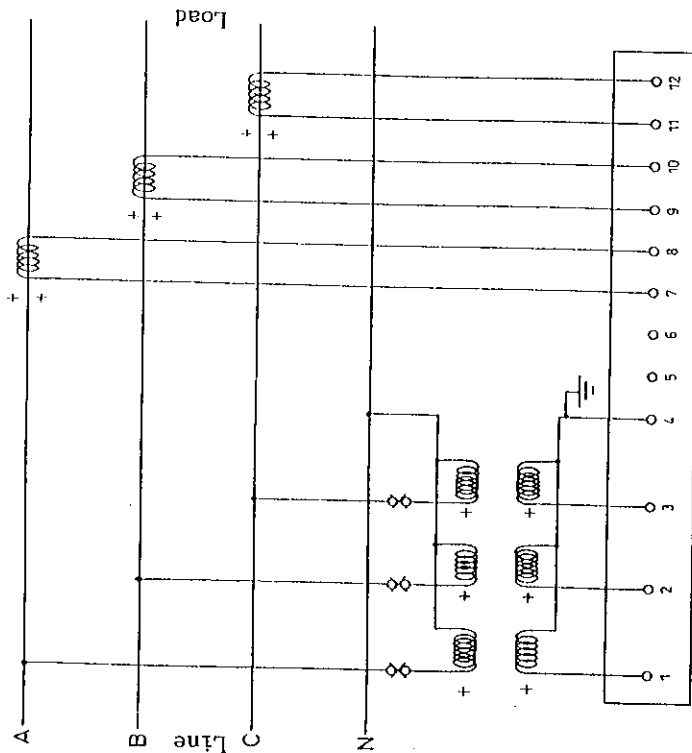 Load
A
B
Line
C
N
+ +
+ +
+ +
+ + +
+ + +
1 2 3 4 5 6 7 8 9 10 11 12